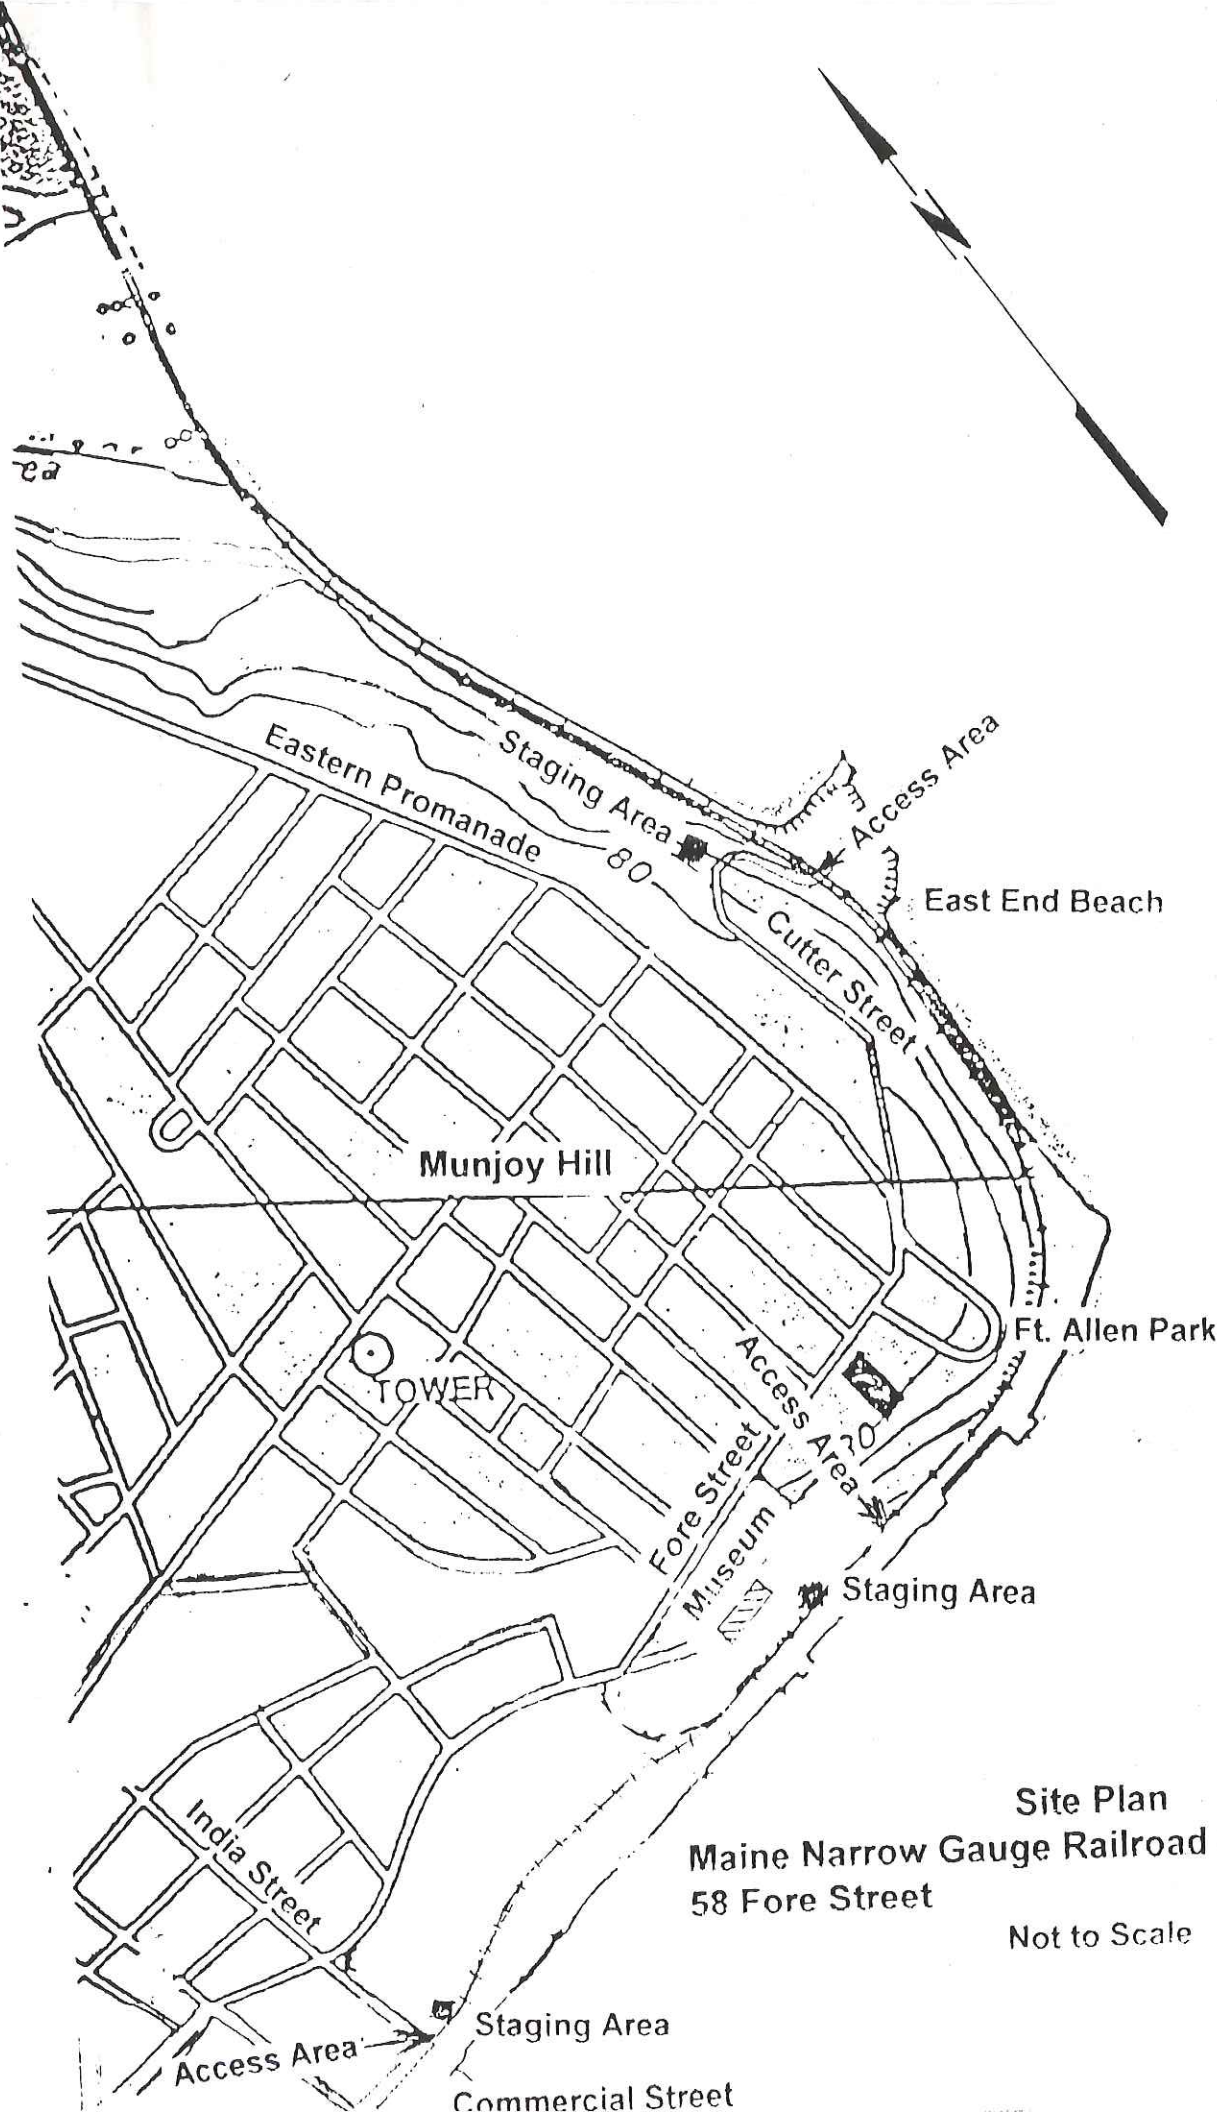 N
Eastern Promanade
Staging Area
80
Access Area
East End Beach
Cutter Street
Munjoy Hill
Ft. Allen Park
TOWER
Access Area
Fore Street
Museum
Staging Area
India Street
Site Plan
Maine Narrow Gauge Railroad
58 Fore Street
Not to Scale
Staging Area
Access Area
Commercial Street